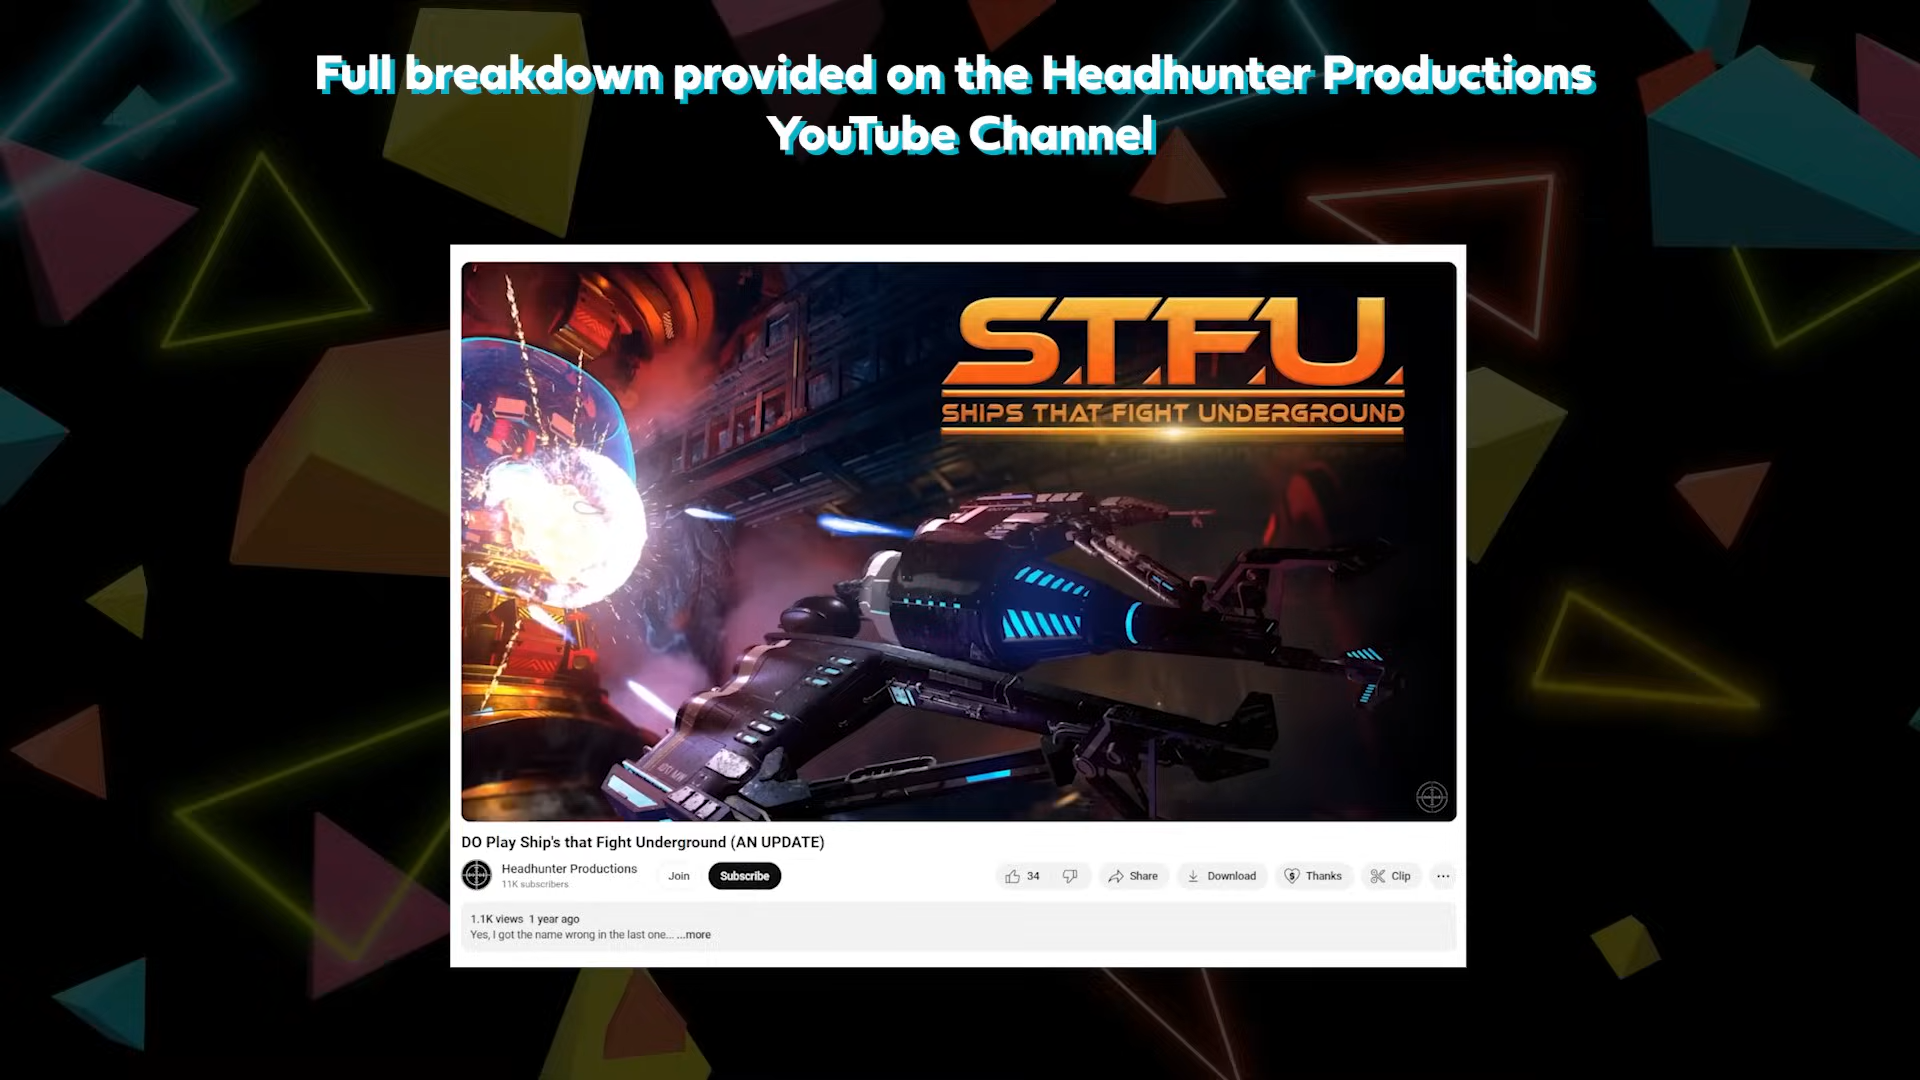 Full breakdown provided on the Headhunter Productions
YouTube Channel
S.T.F.U.
SHIPS THAT FIGHT UNDERGROUND
DO Play Ship's that Fight Underground (AN UPDATE)
Headhunter Productions
11K subscribers
Join
Subscribe
34
Share
Download
Thanks
Clip
1.1K views 1 year ago
Yes, I got the name wrong in the last one... ...more